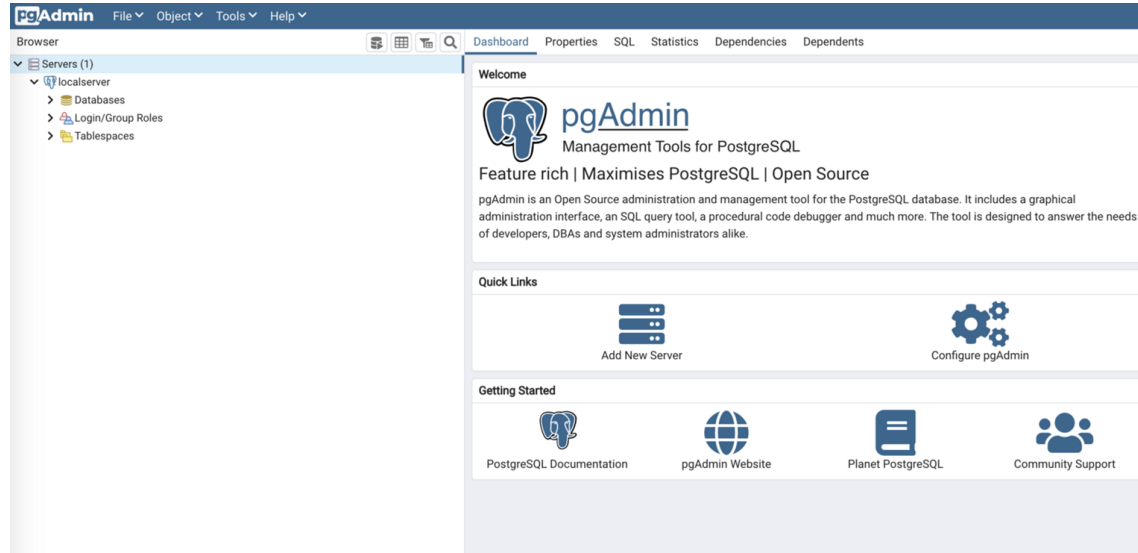 pgAdmin File Object Tools Help
Browser
Dashboard Properties SQL Statistics Dependencies Dependents
Servers (1)
localserver
Databases
Login/Group Roles
Tablespaces
Welcome
pgAdmin
Management Tools for PostgreSQL
Feature rich | Maximises PostgreSQL | Open Source
pgAdmin is an Open Source administration and management tool for the PostgreSQL database. It includes a graphical
administration interface, an SQL query tool, a procedural code debugger and much more. The tool is designed to answer the needs
of developers, DBAs and system administrators alike.
Quick Links
Add New Server
Configure pgAdmin
Getting Started
PostgreSQL Documentation
pgAdmin Website
Planet PostgreSQL
Community Support